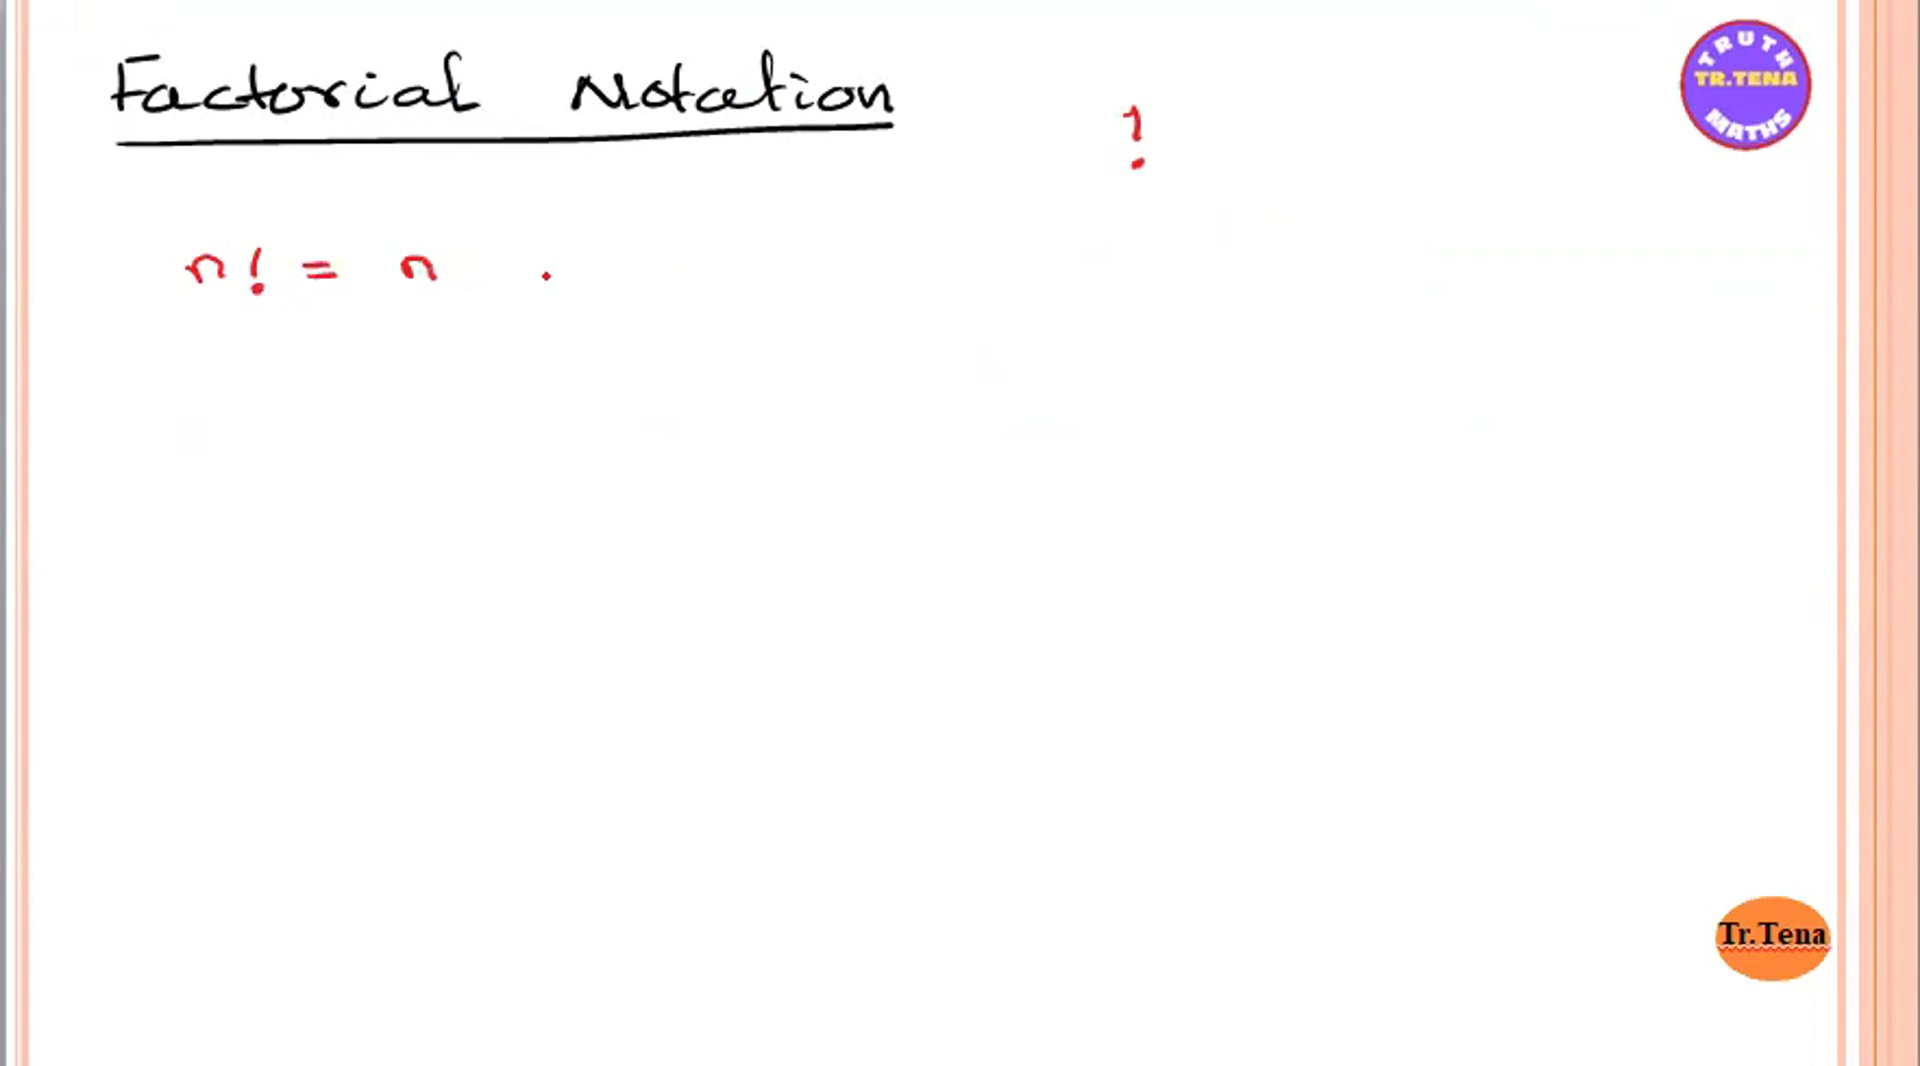 Factorial Notation
!
TRUTH
TR.TENA
MATHS
n! = n .
Tr.Tena